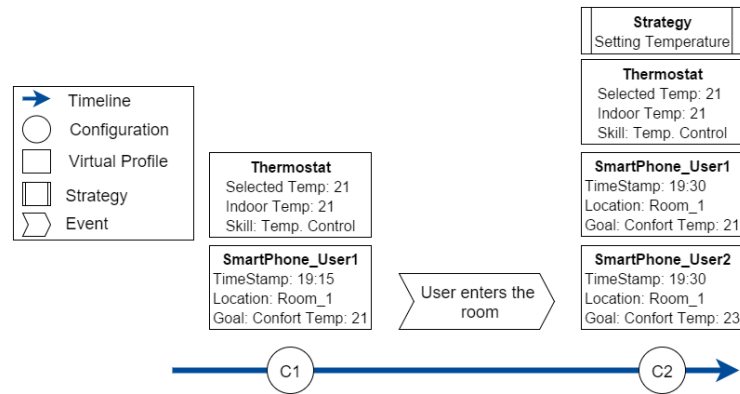 Timeline
Configuration
Virtual Profile
Strategy
Event
Thermostat
Selected Temp: 21
Indoor Temp: 21
Skill: Temp. Control
SmartPhone_User1
TimeStamp: 19:15
Location: Room_1
Goal: Confort Temp: 21
User enters the
room
Strategy
Setting Temperature
Thermostat
Selected Temp: 21
Indoor Temp: 21
Skill: Temp. Control
SmartPhone_User1
TimeStamp: 19:30
Location: Room_1
Goal: Confort Temp: 21
SmartPhone_User2
TimeStamp: 19:30
Location: Room_1
Goal: Confort Temp: 23
C1
C2